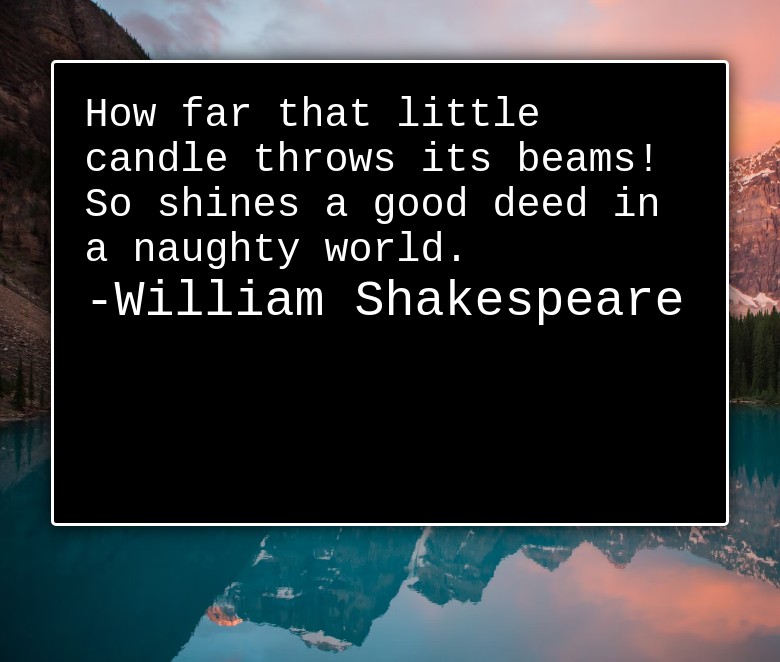 How far that little
candle throws its beams!
So shines a good deed in
a naughty world.
-William Shakespeare